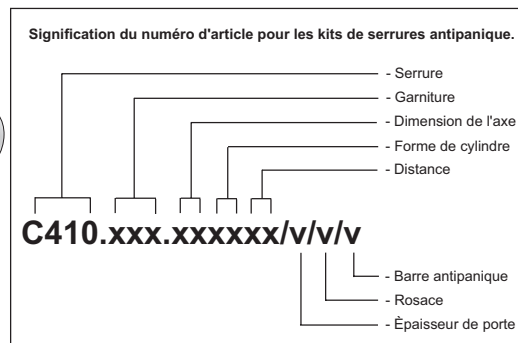 Signification du numéro d'article pour les kits de serrures antipanique.
- Serrure
- Garniture
- Dimension de l'axe
- Forme de cylindre
- Distance
C410.xxx.xxxxxx/v/v/v
- Barre antipanique
- Rosace
- Èpaisseur de porte